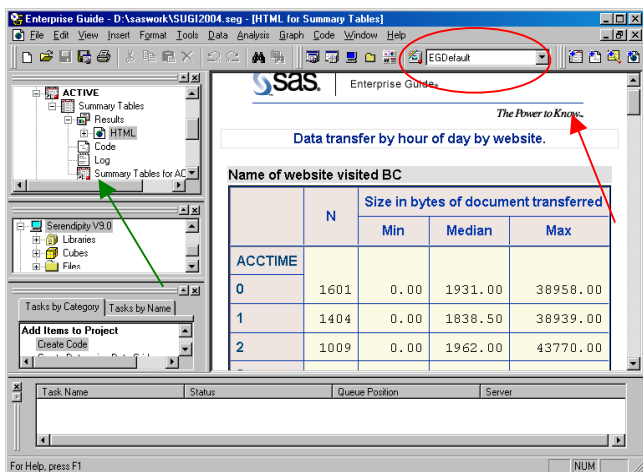 Enterprise Guide - D:\saswork\SUGI2004.seg - [HTML for Summary Tables]
File Edit View Insert Format Tools Data Analysis Graph Code Window Help
EGDefault
ACTIVE
Summary Tables
Results
HTML
Code
Log
Summary Tables for AC
Serendipity V9.0
Libraries
Cubes
Files
Tasks by Category Tasks by Name
Add Items to Project
Create Code
sas. Enterprise Guide®
The Power to Know™
Data transfer by hour of day by website.
Name of website visited BC
N Size in bytes of document transferred
Min Median Max
ACCTIME
0 1601 0.00 1931.00 38958.00
1 1404 0.00 1838.50 38939.00
2 1009 0.00 1962.00 43770.00
Task Name Status Queue Position Server
For Help, press F1 NUM